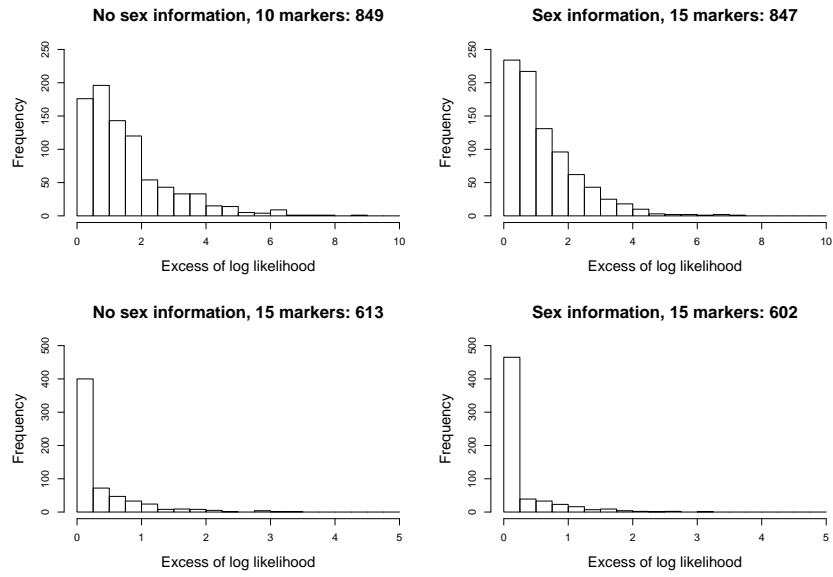 No sex information, 10 markers: 849
Frequency
0 50 100 150 200 250
0 2 4 6 8 10
Excess of log likelihood
Sex information, 15 markers: 847
Frequency
0 50 100 150 200 250
0 2 4 6 8 10
Excess of log likelihood
No sex information, 15 markers: 613
Frequency
0 100 200 300 400 500
0 1 2 3 4 5
Excess of log likelihood
Sex information, 15 markers: 602
Frequency
0 100 200 300 400 500
0 1 2 3 4 5
Excess of log likelihood